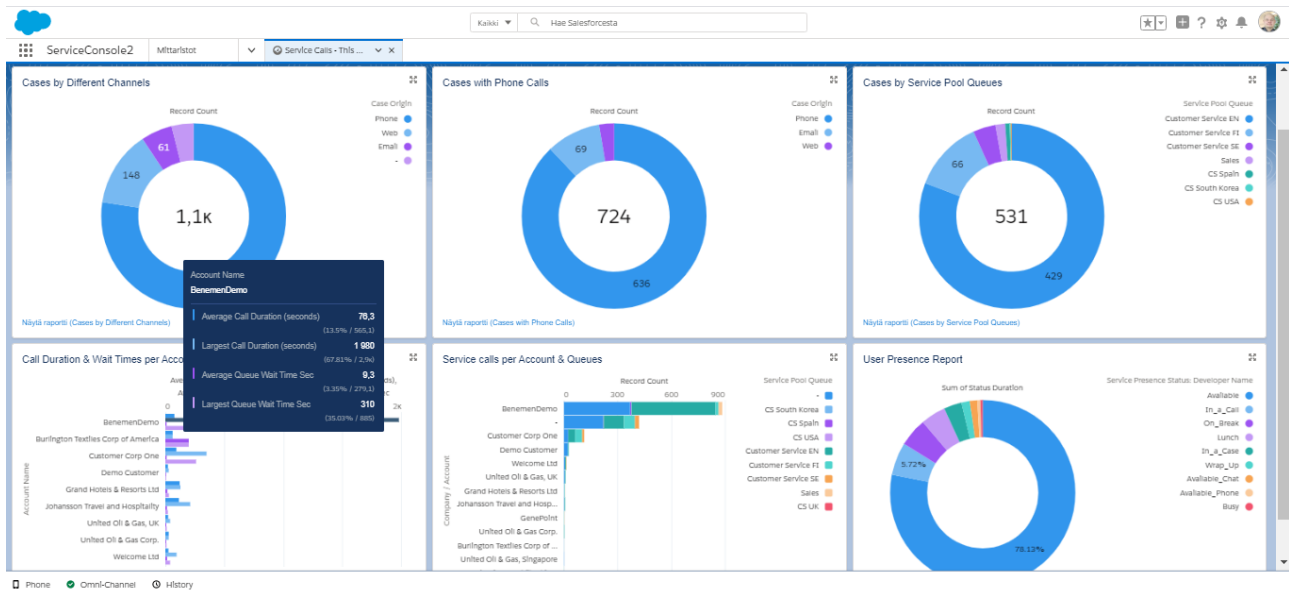 Kaikki
Hae Salesforcesta
ServiceConsole2
Mittaristot
Service Calls - This ...
Cases by Different Channels
Record Count
Case Origin
Phone
Web
Email
-
61
148
1,1K
Näytä raportti (Cases by Different Channels)
Cases with Phone Calls
Record Count
Case Origin
Phone
Email
Web
69
724
636
Näytä raportti (Cases with Phone Calls)
Cases by Service Pool Queues
Record Count
Service Pool Queue
Customer Service EN
Customer Service FI
Customer Service SE
Sales
CS Spain
CS South Korea
CS USA
66
531
429
Näytä raportti (Cases by Service Pool Queues)
Account Name
BenemenDemo
Average Call Duration (seconds) 76,3
(13.5% / 565,1)
Largest Call Duration (seconds) 1 980
(67.81% / 2,9k)
Average Queue Wait Time Sec 9,3
(3.35% / 279,1)
Largest Queue Wait Time Sec 310
(35.03% / 885)
Call Duration & Wait Times per Acco
Ave
ds),
A
c
0
2K
Account Name
BenemenDemo
Burlington Textiles Corp of America
Customer Corp One
Demo Customer
Grand Hotels & Resorts Ltd
Johansson Travel and Hospitality
United Oil & Gas, UK
United Oil & Gas Corp.
Welcome Ltd
Service calls per Account & Queues
Record Count
0 300 600 900
Company / Account
BenemenDemo
-
Customer Corp One
Demo Customer
Welcome Ltd
United Oil & Gas, UK
Grand Hotels & Resorts Ltd
Johansson Travel and Hosp...
GenePoint
United Oil & Gas Corp.
Burlington Textiles Corp of ...
United Oil & Gas, Singapore
Service Pool Queue
-
CS South Korea
CS Spain
CS USA
Customer Service EN
Customer Service FI
Customer Service SE
Sales
CS UK
User Presence Report
Sum of Status Duration
Service Presence Status: Developer Name
Available
In_a_Call
On_Break
Lunch
In_a_Case
Wrap_Up
Available_Chat
Available_Phone
Busy
5.72%
78.13%
Phone
Omni-Channel
History